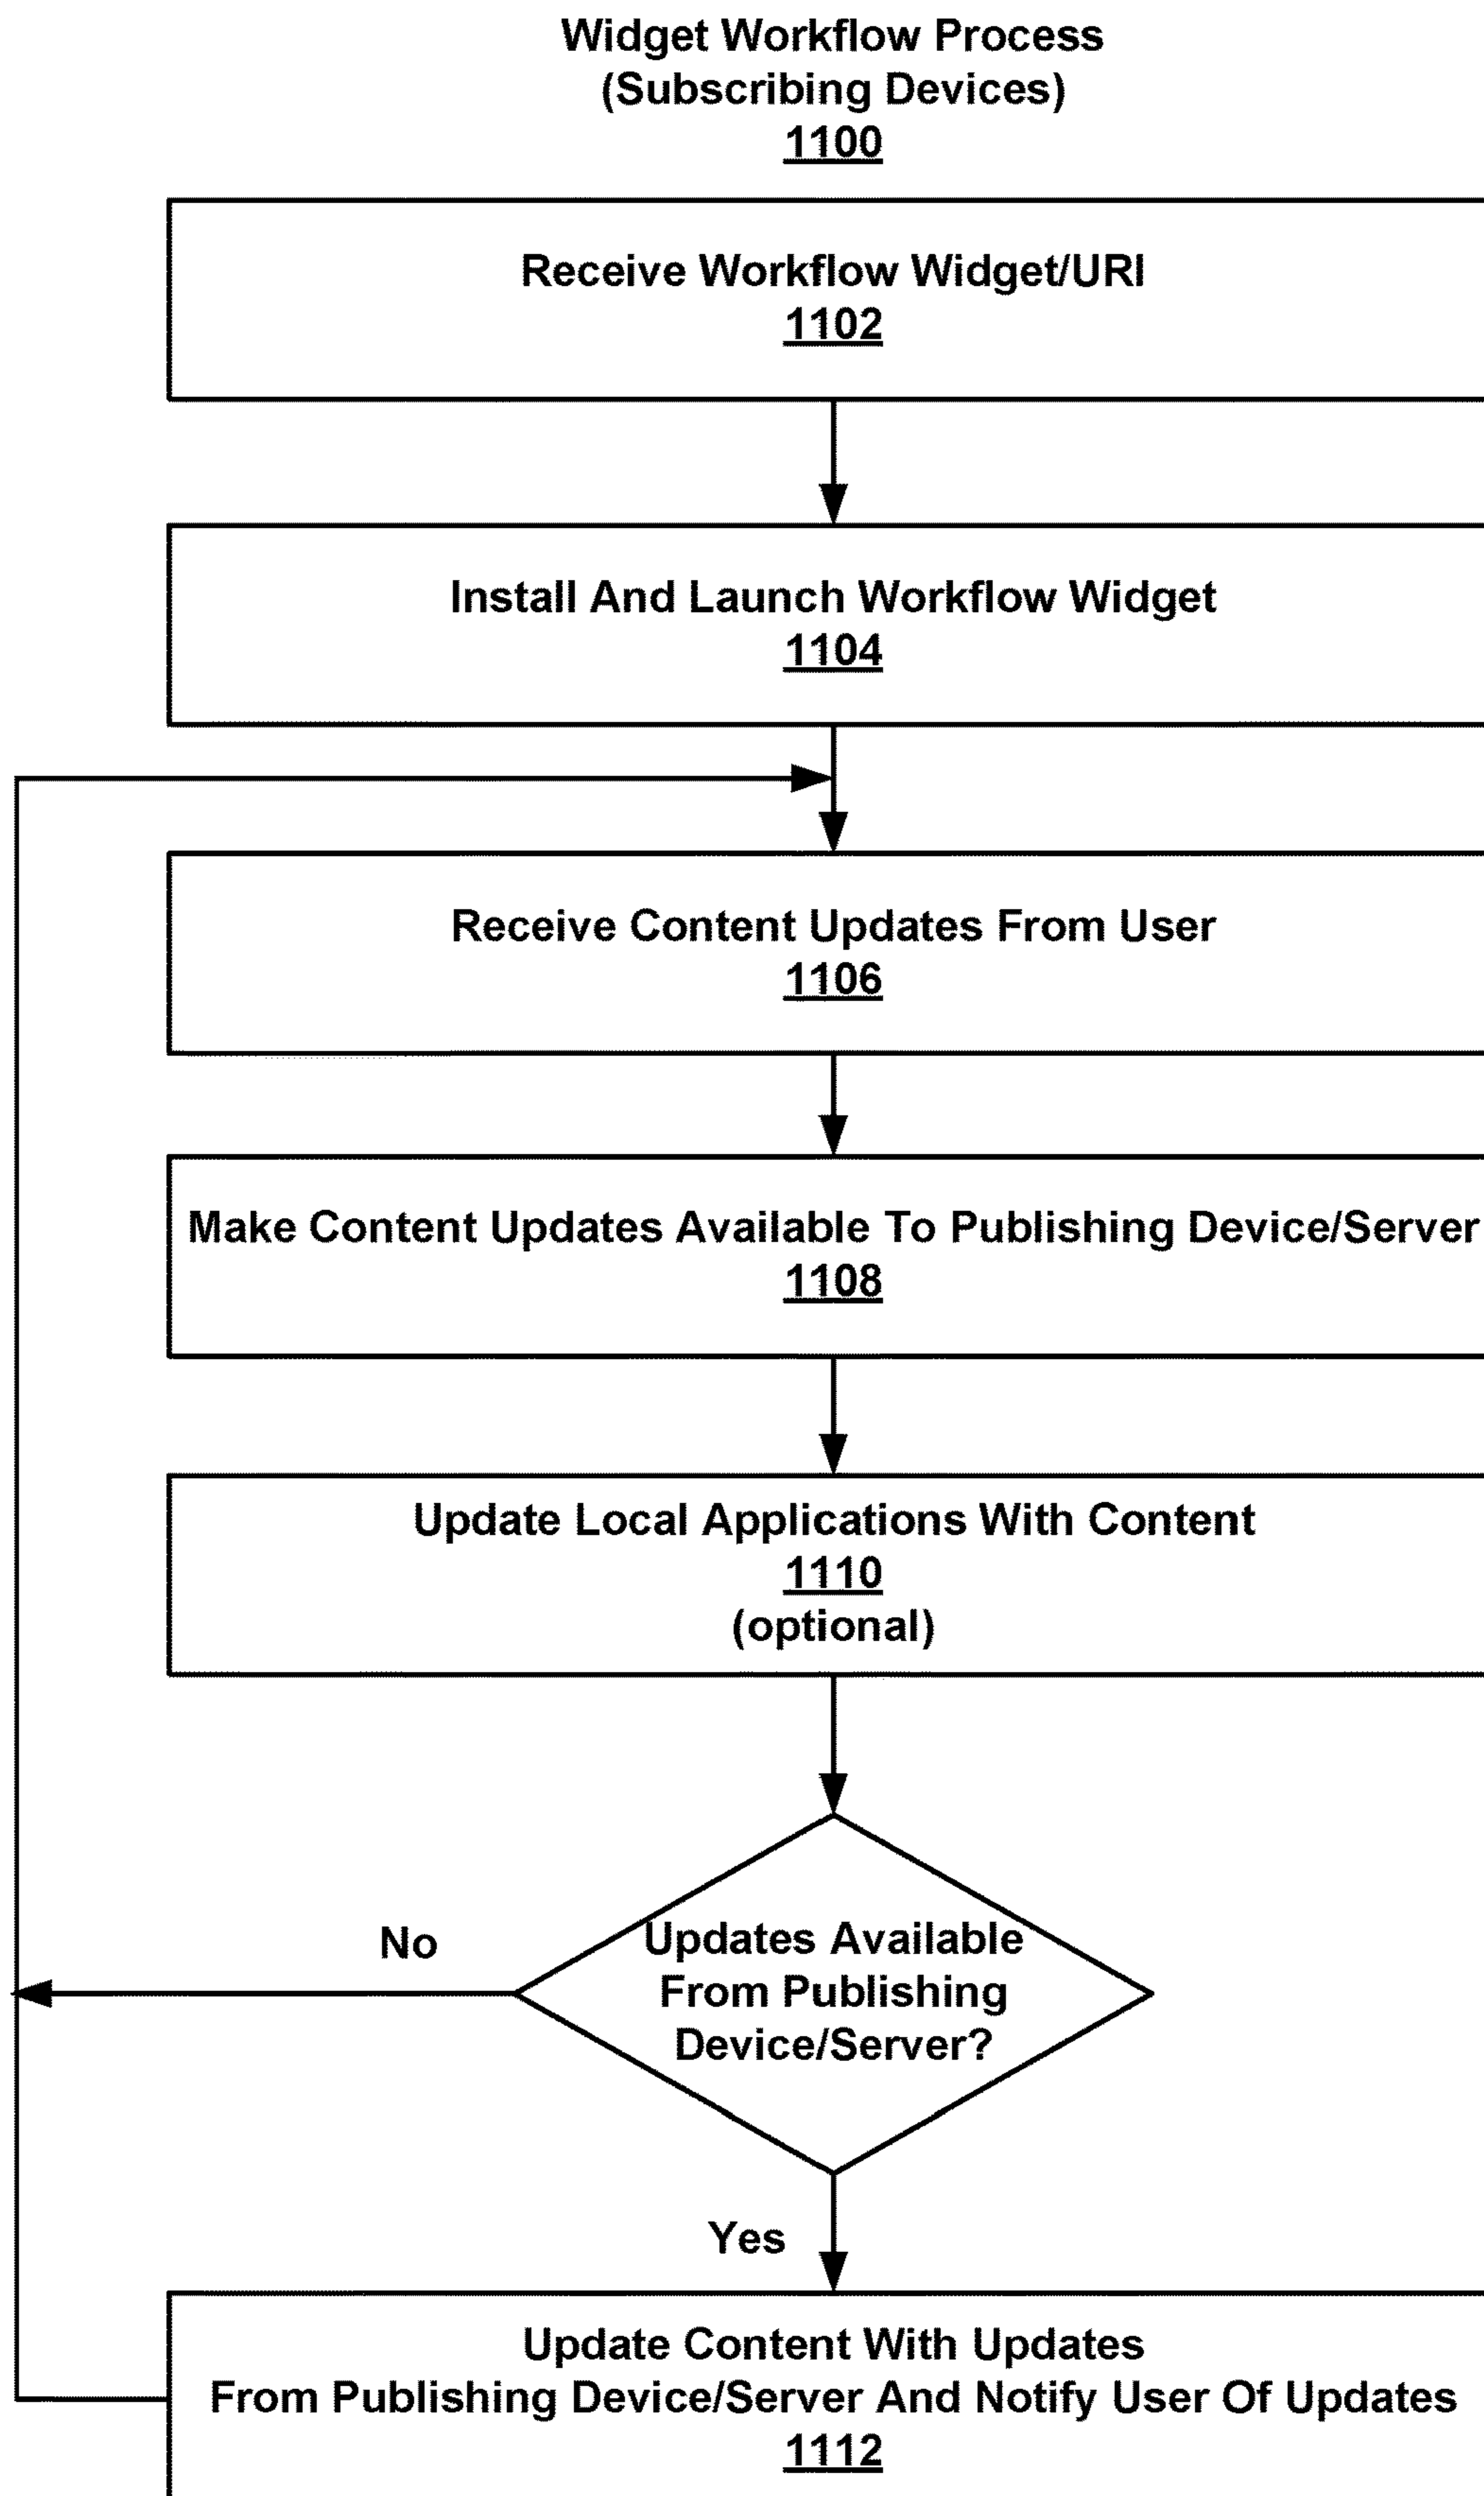 Widget Workflow Process
(Subscribing Devices)
1100
Receive Workflow Widget/URI
1102
Install And Launch Workflow Widget
1104
Receive Content Updates From User
1106
Make Content Updates Available To Publishing Device/Server
1108
Update Local Applications With Content
1110
(optional)
Updates Available
From Publishing
Device/Server?
No
Yes
Update Content With Updates
From Publishing Device/Server And Notify User Of Updates
1112